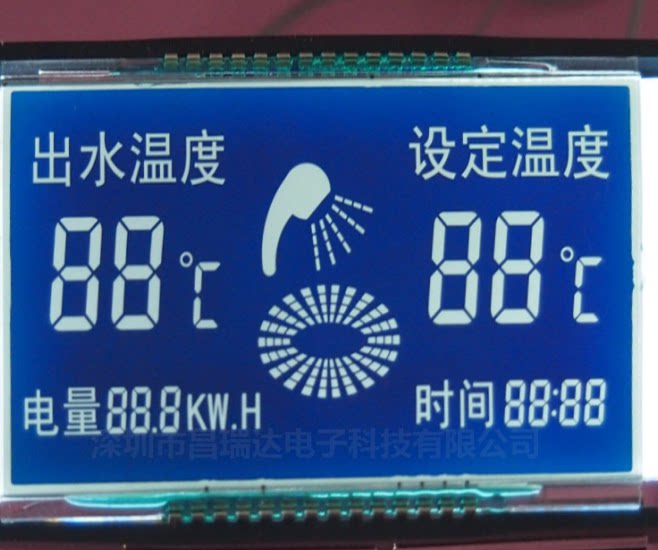 出水温度 设定温度
88℃ 88℃
电量88.8KW.H 时间88:88
深圳市昌瑞达电子科技有限公司